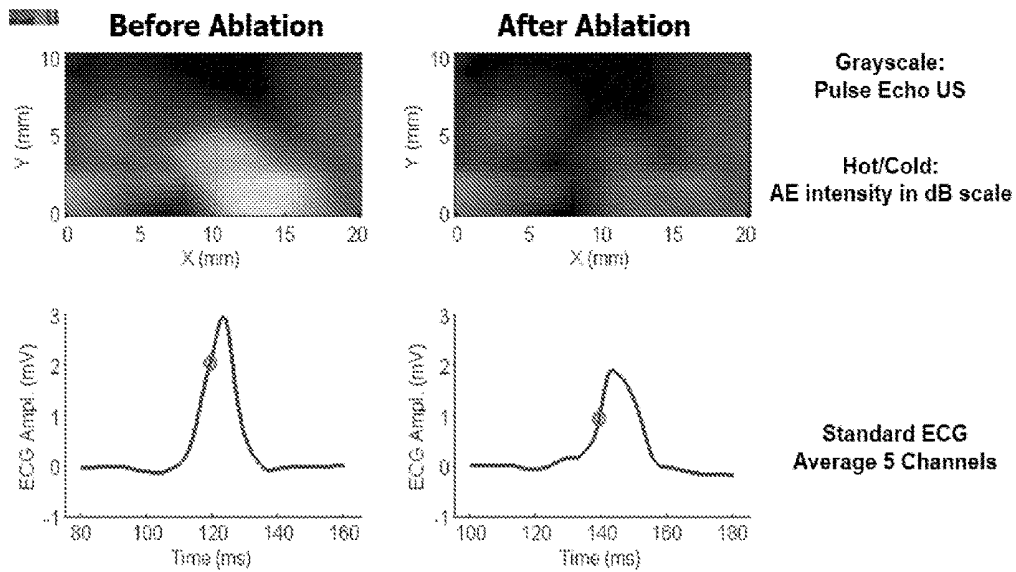 Before Ablation
After Ablation
10
5
0
Y (mm)
0 5 10 15 20
X (mm)
10
5
0
Y (mm)
0 5 10 15 20
X (mm)
Grayscale:
Pulse Echo US
Hot/Cold:
AE intensity in dB scale
3
2
1
0
-1
ECG Ampl. (mV)
80 100 120 140 160
Time (ms)
3
2
1
0
-1
ECG Ampl. (mV)
100 120 140 160 180
Time (ms)
Standard ECG
Average 5 Channels